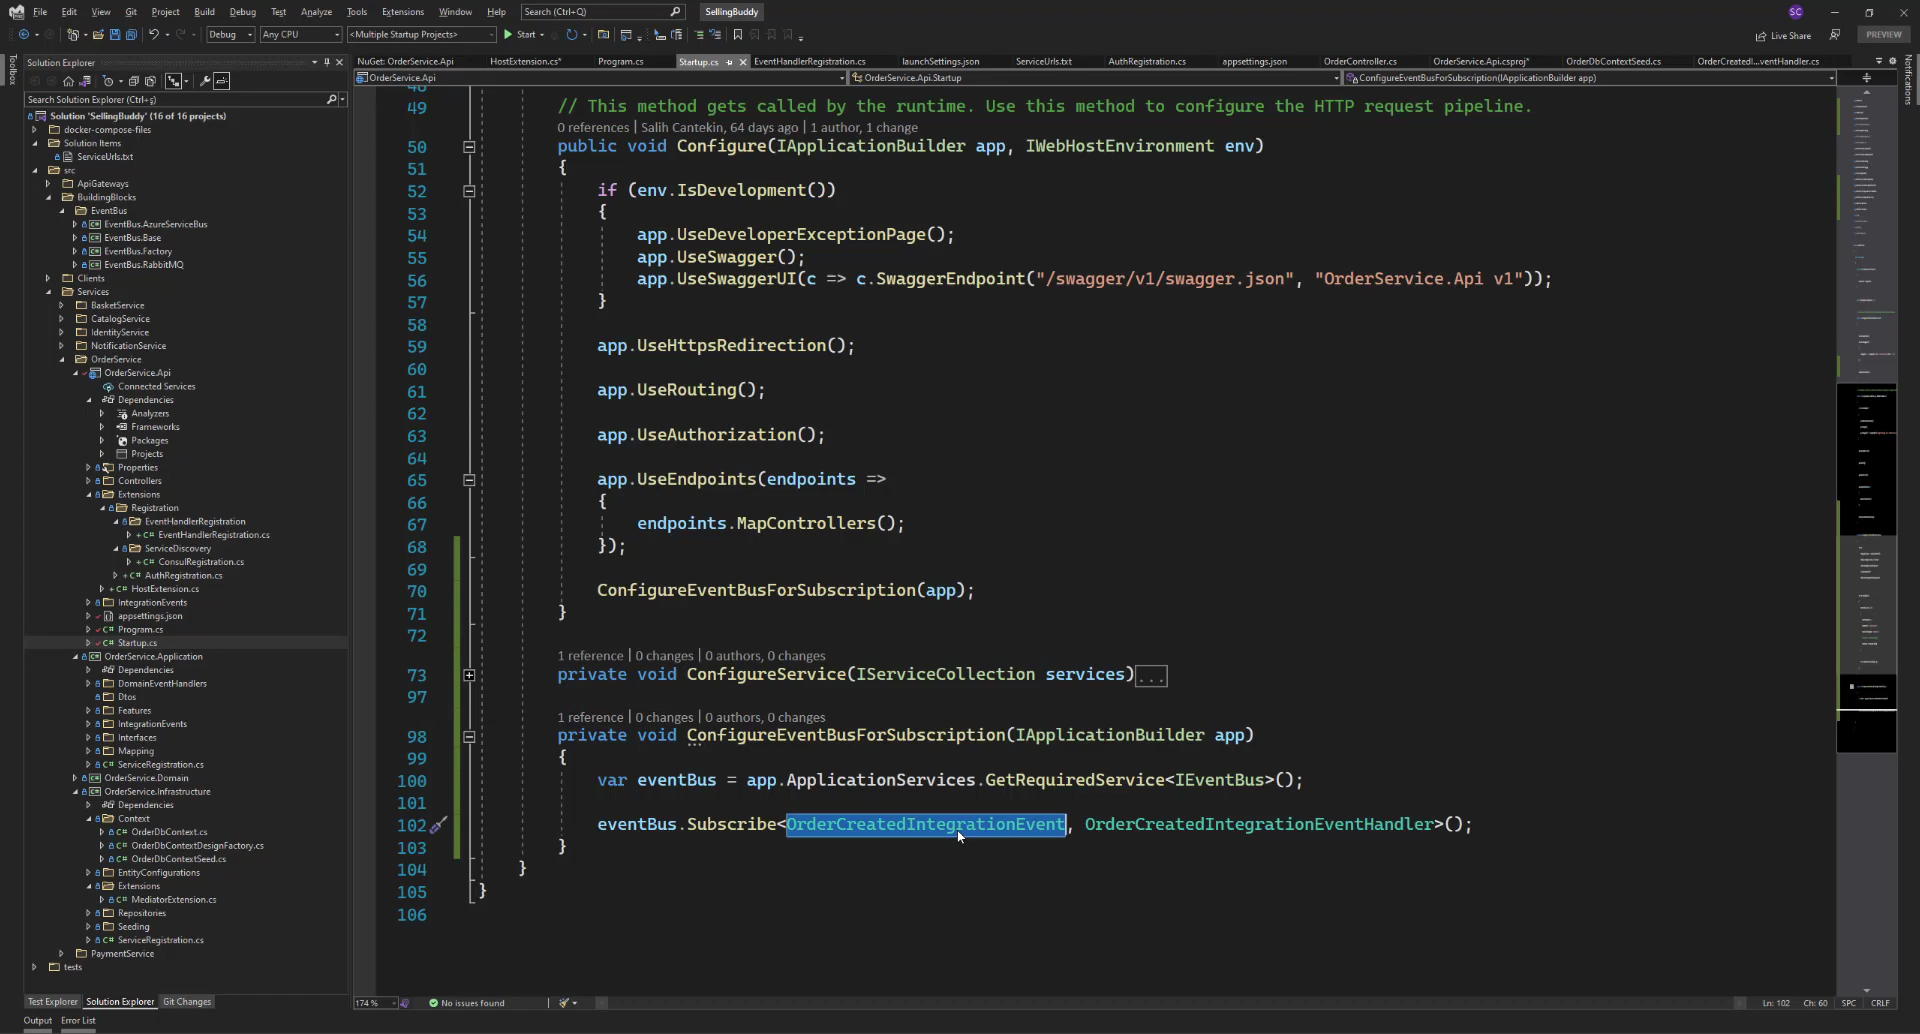 File Edit View Git Project Build Debug Test Analyze Tools Extensions Window Help Search (Ctrl+Q) SellingBuddy SC
Debug Any CPU <Multiple Startup Projects> Start Live Share PREVIEW
Toolbox
Notifications
Solution Explorer
Search Solution Explorer (Ctrl+ş)
Solution 'SellingBuddy' (16 of 16 projects)
docker-compose-files
Solution Items
ServiceUrls.txt
src
ApiGateways
BuildingBlocks
EventBus
EventBus.AzureServiceBus
EventBus.Base
EventBus.Factory
EventBus.RabbitMQ
Clients
Services
BasketService
CatalogService
IdentityService
NotificationService
OrderService
OrderService.Api
Connected Services
Dependencies
Analyzers
Frameworks
Packages
Projects
Properties
Controllers
Extensions
Registration
EventHandlerRegistration
EventHandlerRegistration.cs
ServiceDiscovery
ConsulRegistration.cs
AuthRegistration.cs
HostExtension.cs
IntegrationEvents
appsettings.json
Program.cs
Startup.cs
OrderService.Application
Dependencies
DomainEventHandlers
Dtos
Features
IntegrationEvents
Interfaces
Mapping
ServiceRegistration.cs
OrderService.Domain
OrderService.Infrastructure
Dependencies
Context
OrderDbContext.cs
OrderDbContextDesignFactory.cs
OrderDbContextSeed.cs
EntityConfigurations
Extensions
MediatorExtension.cs
Repositories
Seeding
ServiceRegistration.cs
PaymentService
tests
Test Explorer Solution Explorer Git Changes
Output Error List
NuGet: OrderService.Api HostExtension.cs* Program.cs Startup.cs EventHandlerRegistration.cs launchSettings.json ServiceUrls.txt AuthRegistration.cs appsettings.json OrderController.cs OrderService.Api.csproj* OrderDbContextSeed.cs OrderCreatedI...ventHandler.cs
OrderService.Api OrderService.Api.Startup ConfigureEventBusForSubscription(IApplicationBuilder app)
48
49 // This method gets called by the runtime. Use this method to configure the HTTP request pipeline.
0 references | Salih Cantekin, 64 days ago | 1 author, 1 change
50 public void Configure(IApplicationBuilder app, IWebHostEnvironment env)
51 {
52 if (env.IsDevelopment())
53 {
54 app.UseDeveloperExceptionPage();
55 app.UseSwagger();
56 app.UseSwaggerUI(c => c.SwaggerEndpoint("/swagger/v1/swagger.json", "OrderService.Api v1"));
57 }
58
59 app.UseHttpsRedirection();
60
61 app.UseRouting();
62
63 app.UseAuthorization();
64
65 app.UseEndpoints(endpoints =>
66 {
67 endpoints.MapControllers();
68 });
69
70 ConfigureEventBusForSubscription(app);
71 }
72
1 reference | 0 changes | 0 authors, 0 changes
73 private void ConfigureService(IServiceCollection services)...
97
1 reference | 0 changes | 0 authors, 0 changes
98 private void ConfigureEventBusForSubscription(IApplicationBuilder app)
99 {
100 var eventBus = app.ApplicationServices.GetRequiredService<IEventBus>();
101
102 eventBus.Subscribe<OrderCreatedIntegrationEvent, OrderCreatedIntegrationEventHandler>();
103 }
104 }
105 }
106
174 % No issues found Ln: 102 Ch: 60 SPC CRLF